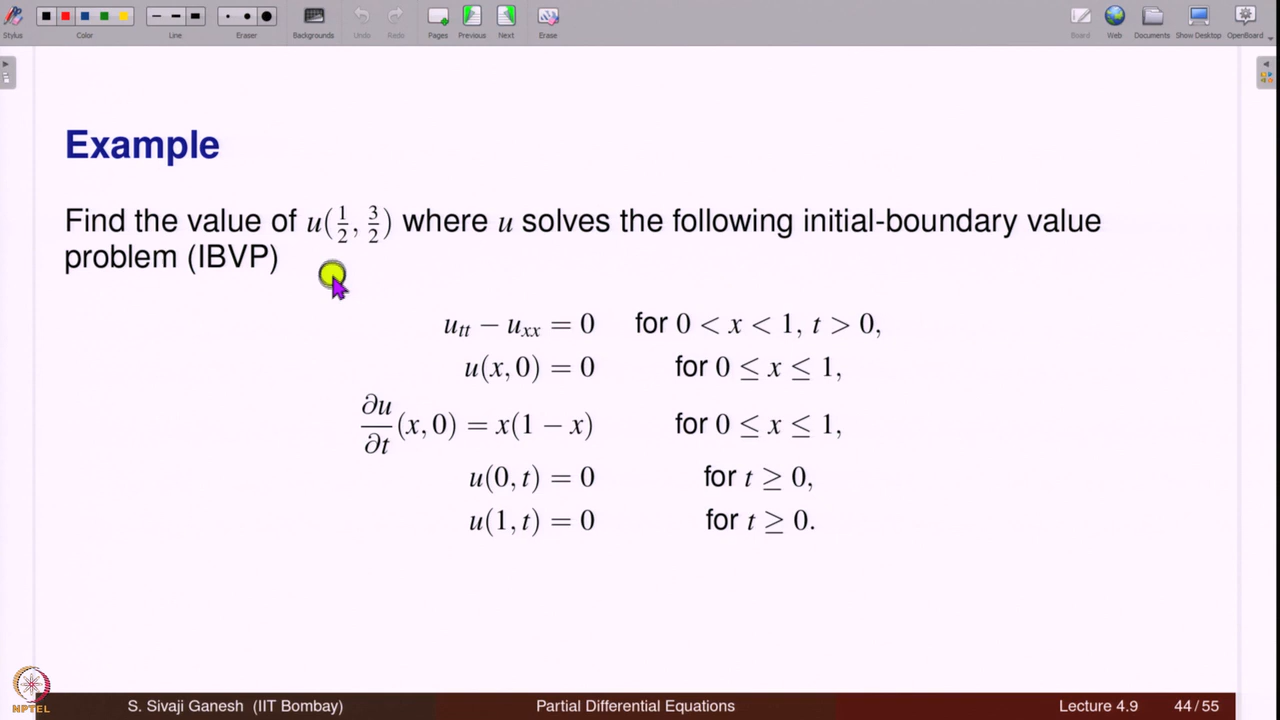 Stylus Color Line Eraser Backgrounds Undo Redo Pages Previous Next Erase Board Web Documents Show Desktop OpenBoard
Example
Find the value of u(1/2, 3/2) where u solves the following initial-boundary value
problem (IBVP)
u_tt − u_xx = 0 for 0 < x < 1, t > 0,
u(x, 0) = 0 for 0 ≤ x ≤ 1,
∂u/∂t (x, 0) = x(1 − x) for 0 ≤ x ≤ 1,
u(0, t) = 0 for t ≥ 0,
u(1, t) = 0 for t ≥ 0.
NPTEL
S. Sivaji Ganesh (IIT Bombay) Partial Differential Equations Lecture 4.9 44/55